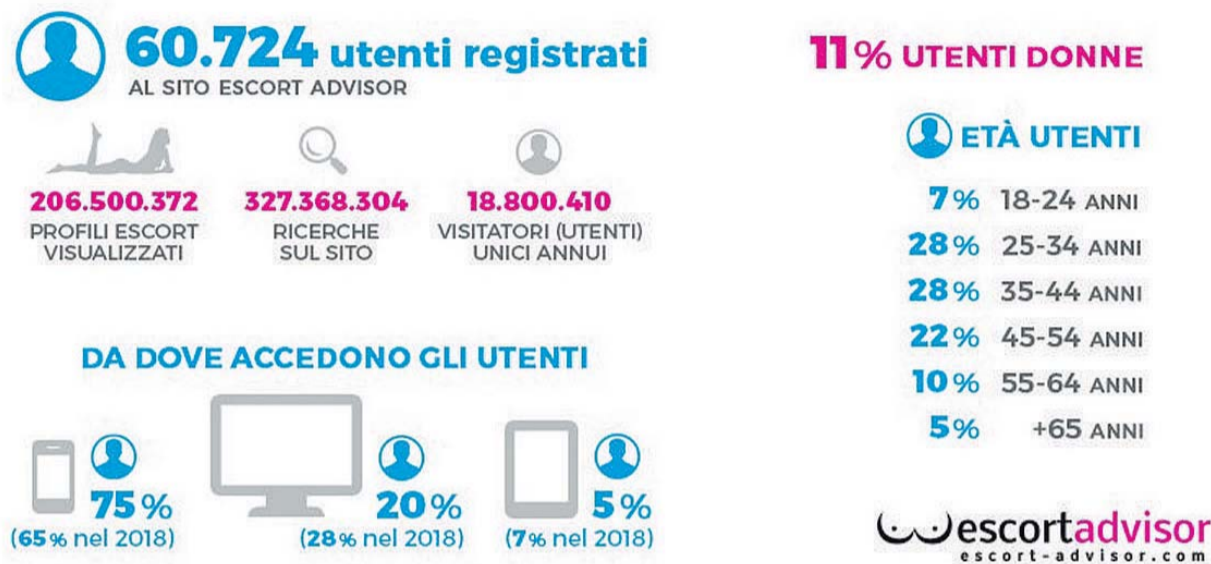 60.724 utenti registrati
AL SITO ESCORT ADVISOR
206.500.372
PROFILI ESCORT
VISUALIZZATI
327.368.304
RICERCHE
SUL SITO
18.800.410
VISITATORI (UTENTI)
UNICI ANNUI
DA DOVE ACCEDONO GLI UTENTI
75%
(65% nel 2018)
20%
(28% nel 2018)
5%
(7% nel 2018)
11% UTENTI DONNE
ETÀ UTENTI
7% 18-24 ANNI
28% 25-34 ANNI
28% 35-44 ANNI
22% 45-54 ANNI
10% 55-64 ANNI
5% +65 ANNI
escortadvisor
escort-advisor.com